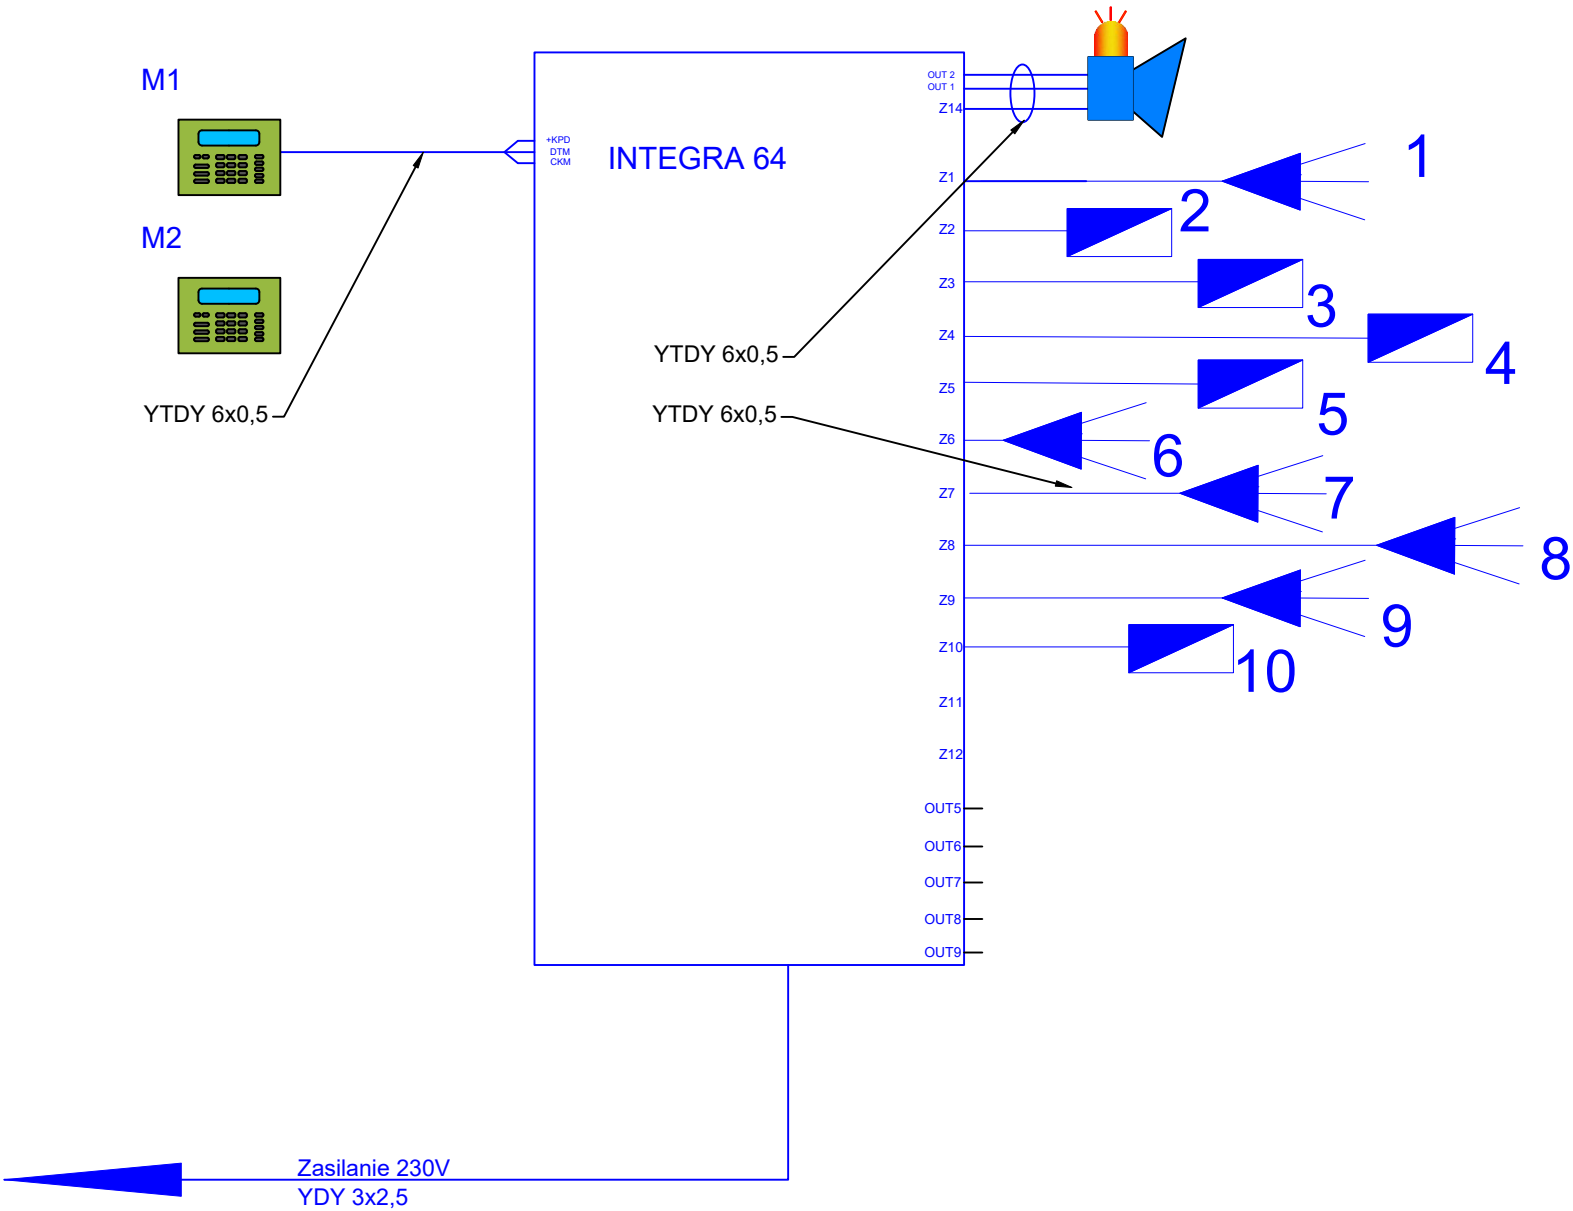 M1
M2
YTDY 6x0,5
+KPD
DTM
CKM
INTEGRA 64
YTDY 6x0,5
YTDY 6x0,5
OUT 2
OUT 1
Z14
Z1
Z2
Z3
Z4
Z5
Z6
Z7
Z8
Z9
Z10
Z11
Z12
OUT5
OUT6
OUT7
OUT8
OUT9
1
2
3
4
5
6
7
8
9
10
Zasilanie 230V
YDY 3x2,5